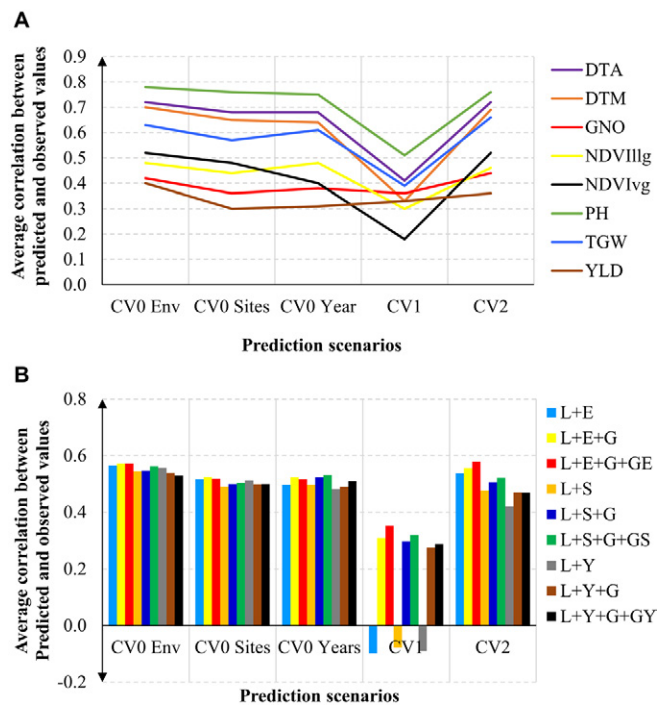 A
Average correlation between
predicted and observed values
0.9
0.8
0.7
0.6
0.5
0.4
0.3
0.2
0.1
0.0
CV0 Env
CV0 Sites
CV0 Year
CV1
CV2
Prediction scenarios
DTA
DTM
GNO
NDVIllg
NDVIvg
PH
TGW
YLD
B
Average correlation between
Predicted and observed values
0.8
0.6
0.4
0.2
0.0
-0.2
CV0 Env
CV0 Sites
CV0 Years
CV1
CV2
Prediction scenarios
L+E
L+E+G
L+E+G+GE
L+S
L+S+G
L+S+G+GS
L+Y
L+Y+G
L+Y+G+GY